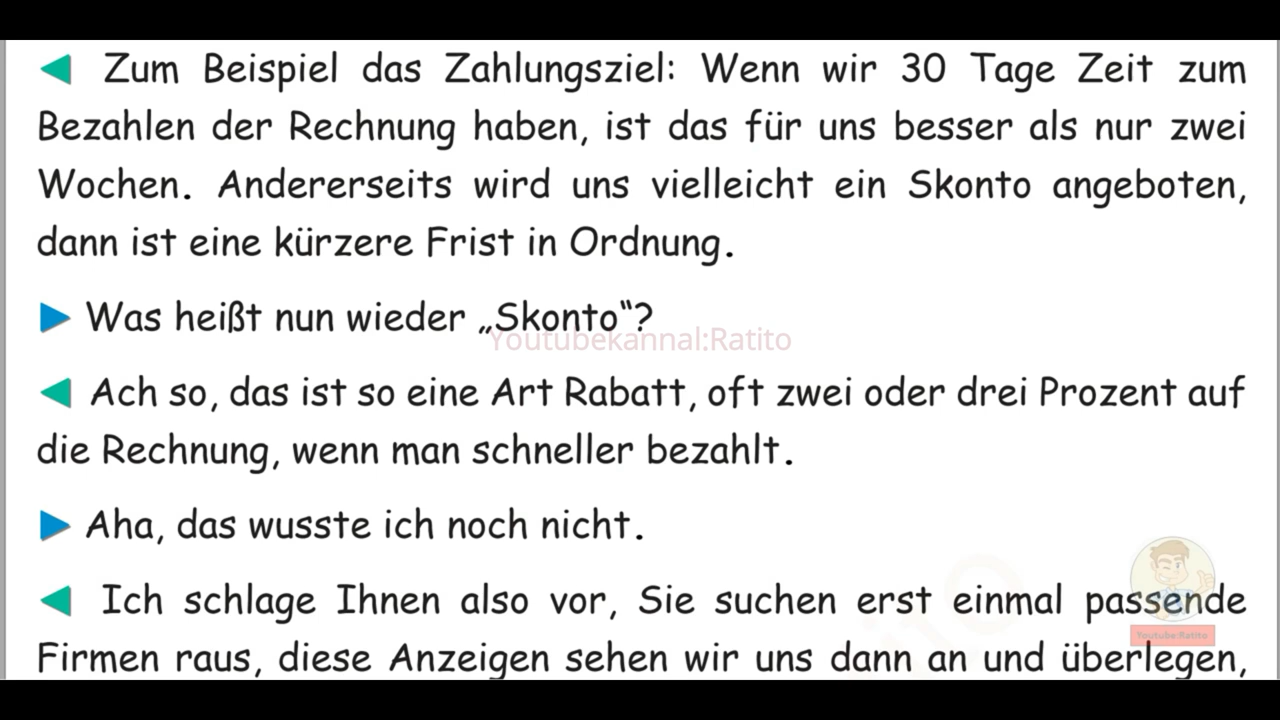 Zum Beispiel das Zahlungsziel: Wenn wir 30 Tage Zeit zum
Bezahlen der Rechnung haben, ist das für uns besser als nur zwei
Wochen. Andererseits wird uns vielleicht ein Skonto angeboten,
dann ist eine kürzere Frist in Ordnung.
Was heißt nun wieder „Skonto“?
Youtubekannal:Ratito
Ach so, das ist so eine Art Rabatt, oft zwei oder drei Prozent auf
die Rechnung, wenn man schneller bezahlt.
Aha, das wusste ich noch nicht.
Ich schlage Ihnen also vor, Sie suchen erst einmal passende
Youtube:Ratito
Firmen raus, diese Anzeigen sehen wir uns dann an und überlegen,